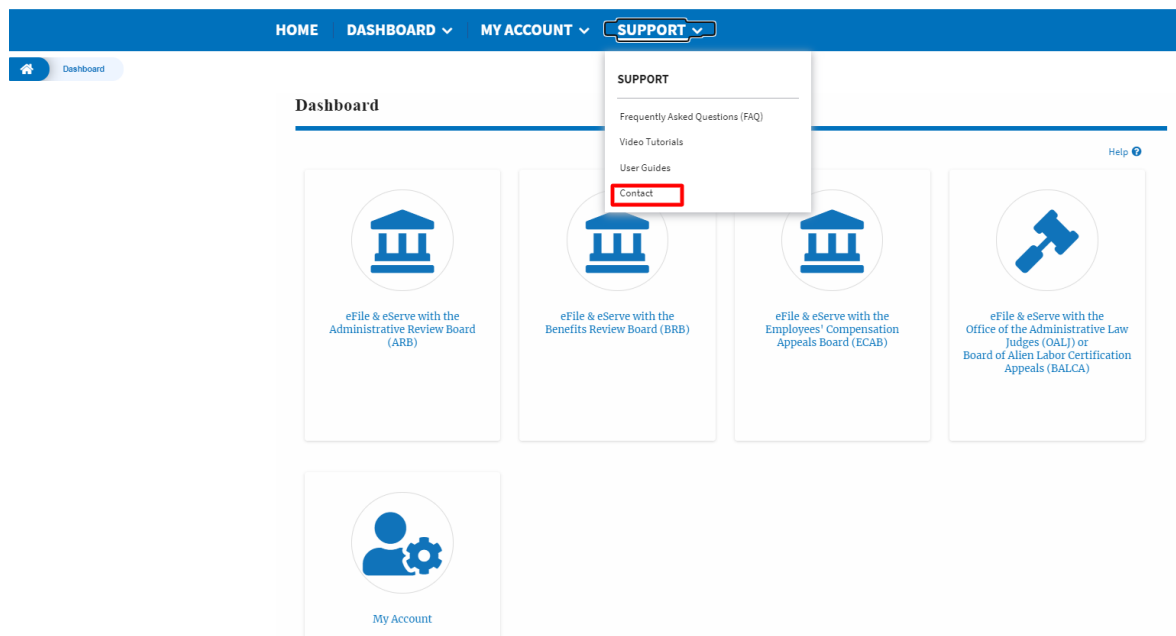 HOME DASHBOARD MY ACCOUNT SUPPORT
Dashboard
SUPPORT
Frequently Asked Questions (FAQ)
Video Tutorials
User Guides
Contact
Dashboard
Help
eFile & eServe with the
Administrative Review Board
(ARB)
eFile & eServe with the
Benefits Review Board (BRB)
eFile & eServe with the
Employees' Compensation
Appeals Board (ECAB)
eFile & eServe with the
Office of the Administrative Law
Judges (OALJ) or
Board of Alien Labor Certification
Appeals (BALCA)
My Account